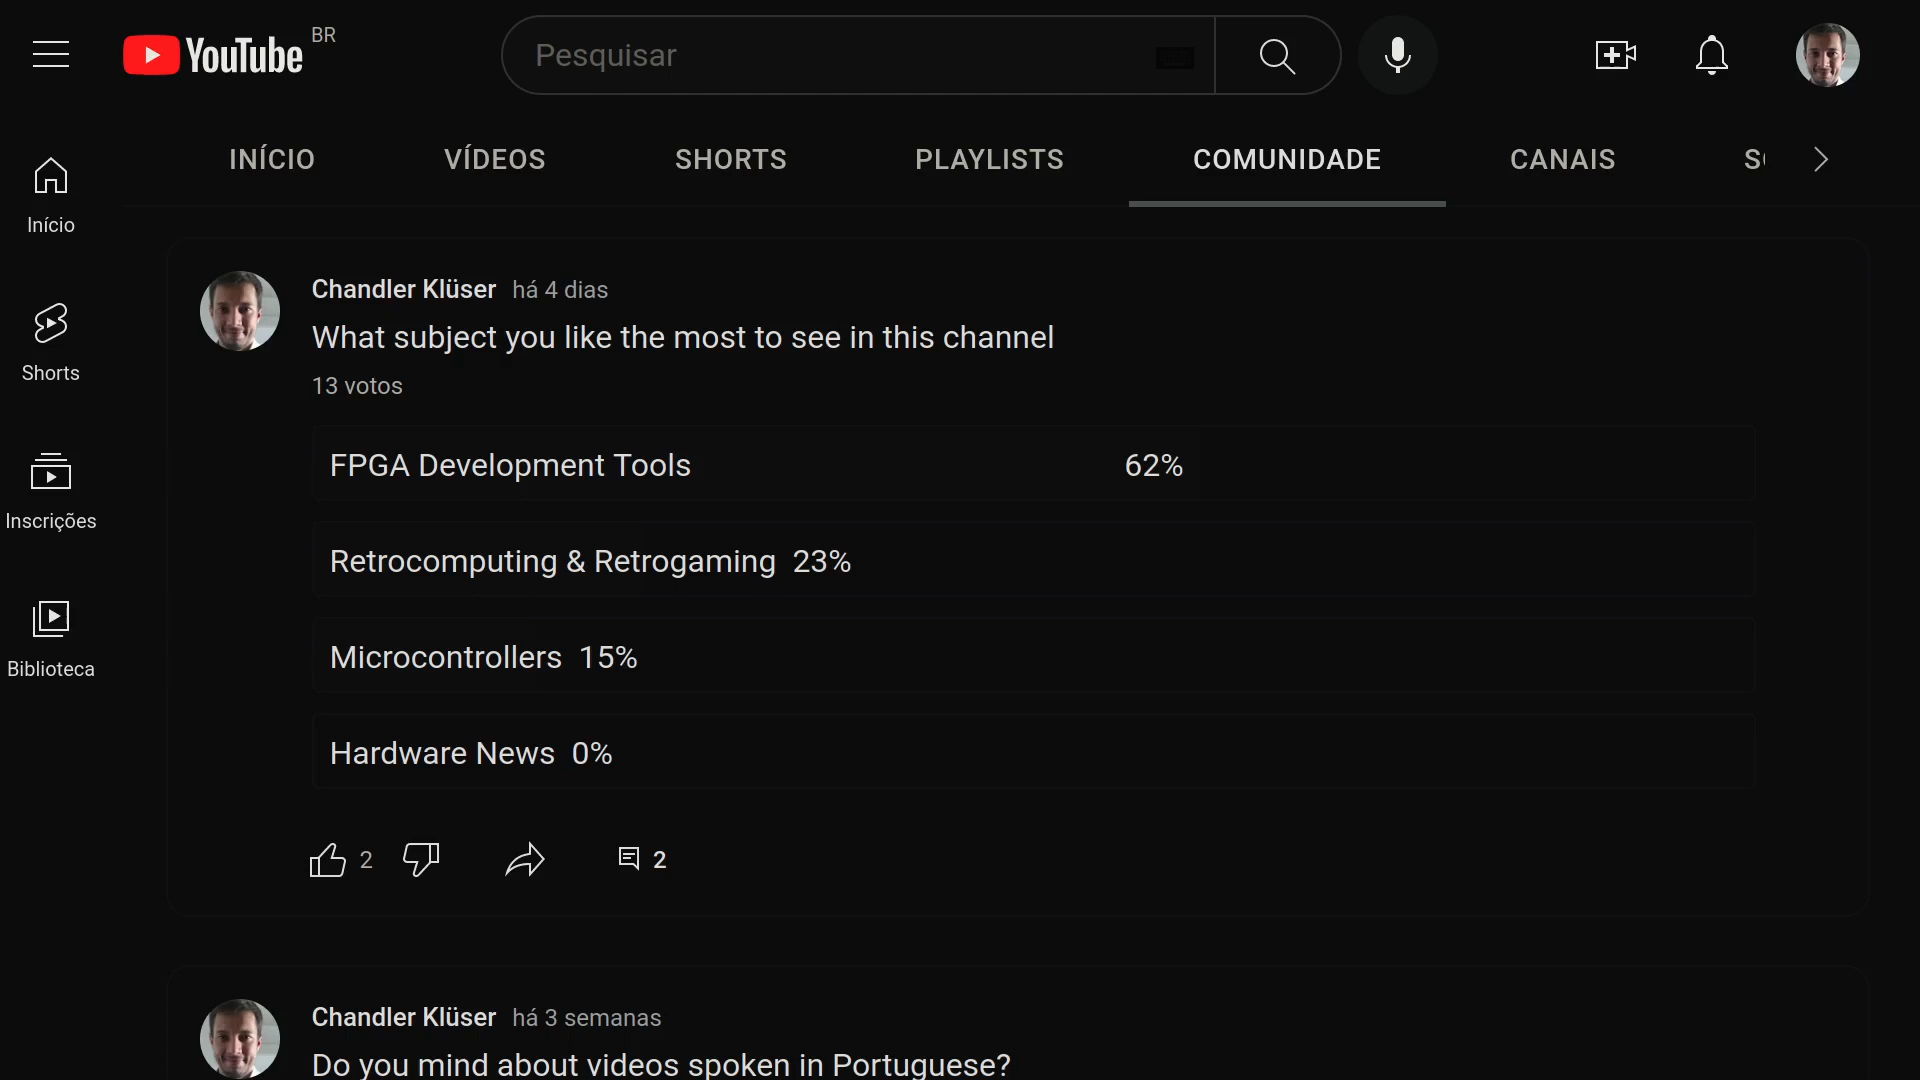 YouTube BR
Pesquisar
INÍCIO VÍDEOS SHORTS PLAYLISTS COMUNIDADE CANAIS
Início
Shorts
Inscrições
Biblioteca
Chandler Klüser há 4 dias
What subject you like the most to see in this channel
13 votos
FPGA Development Tools 62%
Retrocomputing & Retrogaming 23%
Microcontrollers 15%
Hardware News 0%
2 2
Chandler Klüser há 3 semanas
Do you mind about videos spoken in Portuguese?